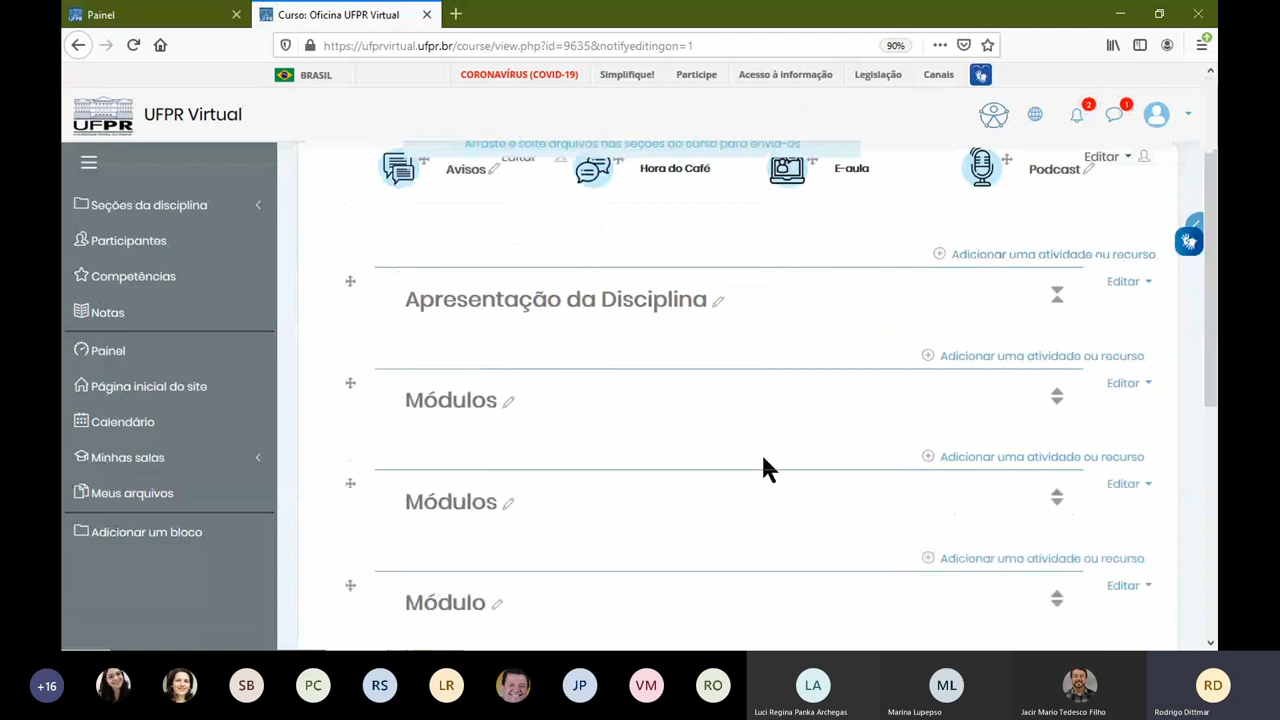 Painel
Curso: Oficina UFPR Virtual
https://ufprvirtual.ufpr.br/course/view.php?id=9635&notifyeditingon=1
90%
BRASIL
CORONAVÍRUS (COVID-19)
Simplifique!
Participe
Acesso à informação
Legislação
Canais
UFPR
UFPR Virtual
2
1
Arraste e solte arquivos nas seções do curso para enviá-los
Seções da disciplina
Participantes
Competências
Notas
Painel
Página inicial do site
Calendário
Minhas salas
Meus arquivos
Adicionar um bloco
Avisos
Editar
Hora do Café
E-aula
Podcast
Editar
Adicionar uma atividade ou recurso
Editar
Apresentação da Disciplina
Adicionar uma atividade ou recurso
Editar
Módulos
Adicionar uma atividade ou recurso
Editar
Módulos
Adicionar uma atividade ou recurso
Editar
Módulo
+16
SB
PC
RS
LR
JP
VM
RO
LA
Luci Regina Panka Archegas
ML
Marina Lupepso
Jacir Mario Tedesco Filho
RD
Rodrigo Dittmar